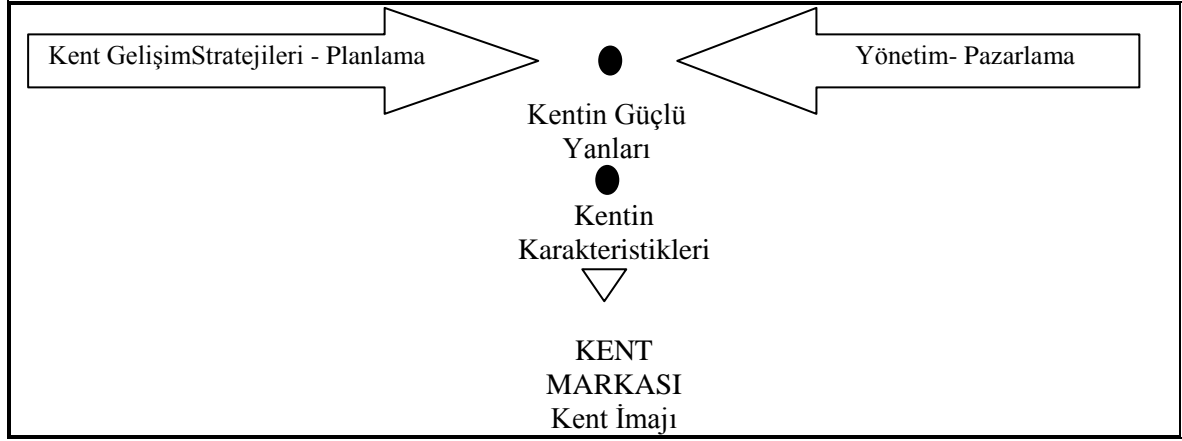 Kent GelişimStratejileri - Planlama
Yönetim- Pazarlama
Kentin Güçlü
Yanları
Kentin
Karakteristikleri
KENT
MARKASI
Kent İmajı